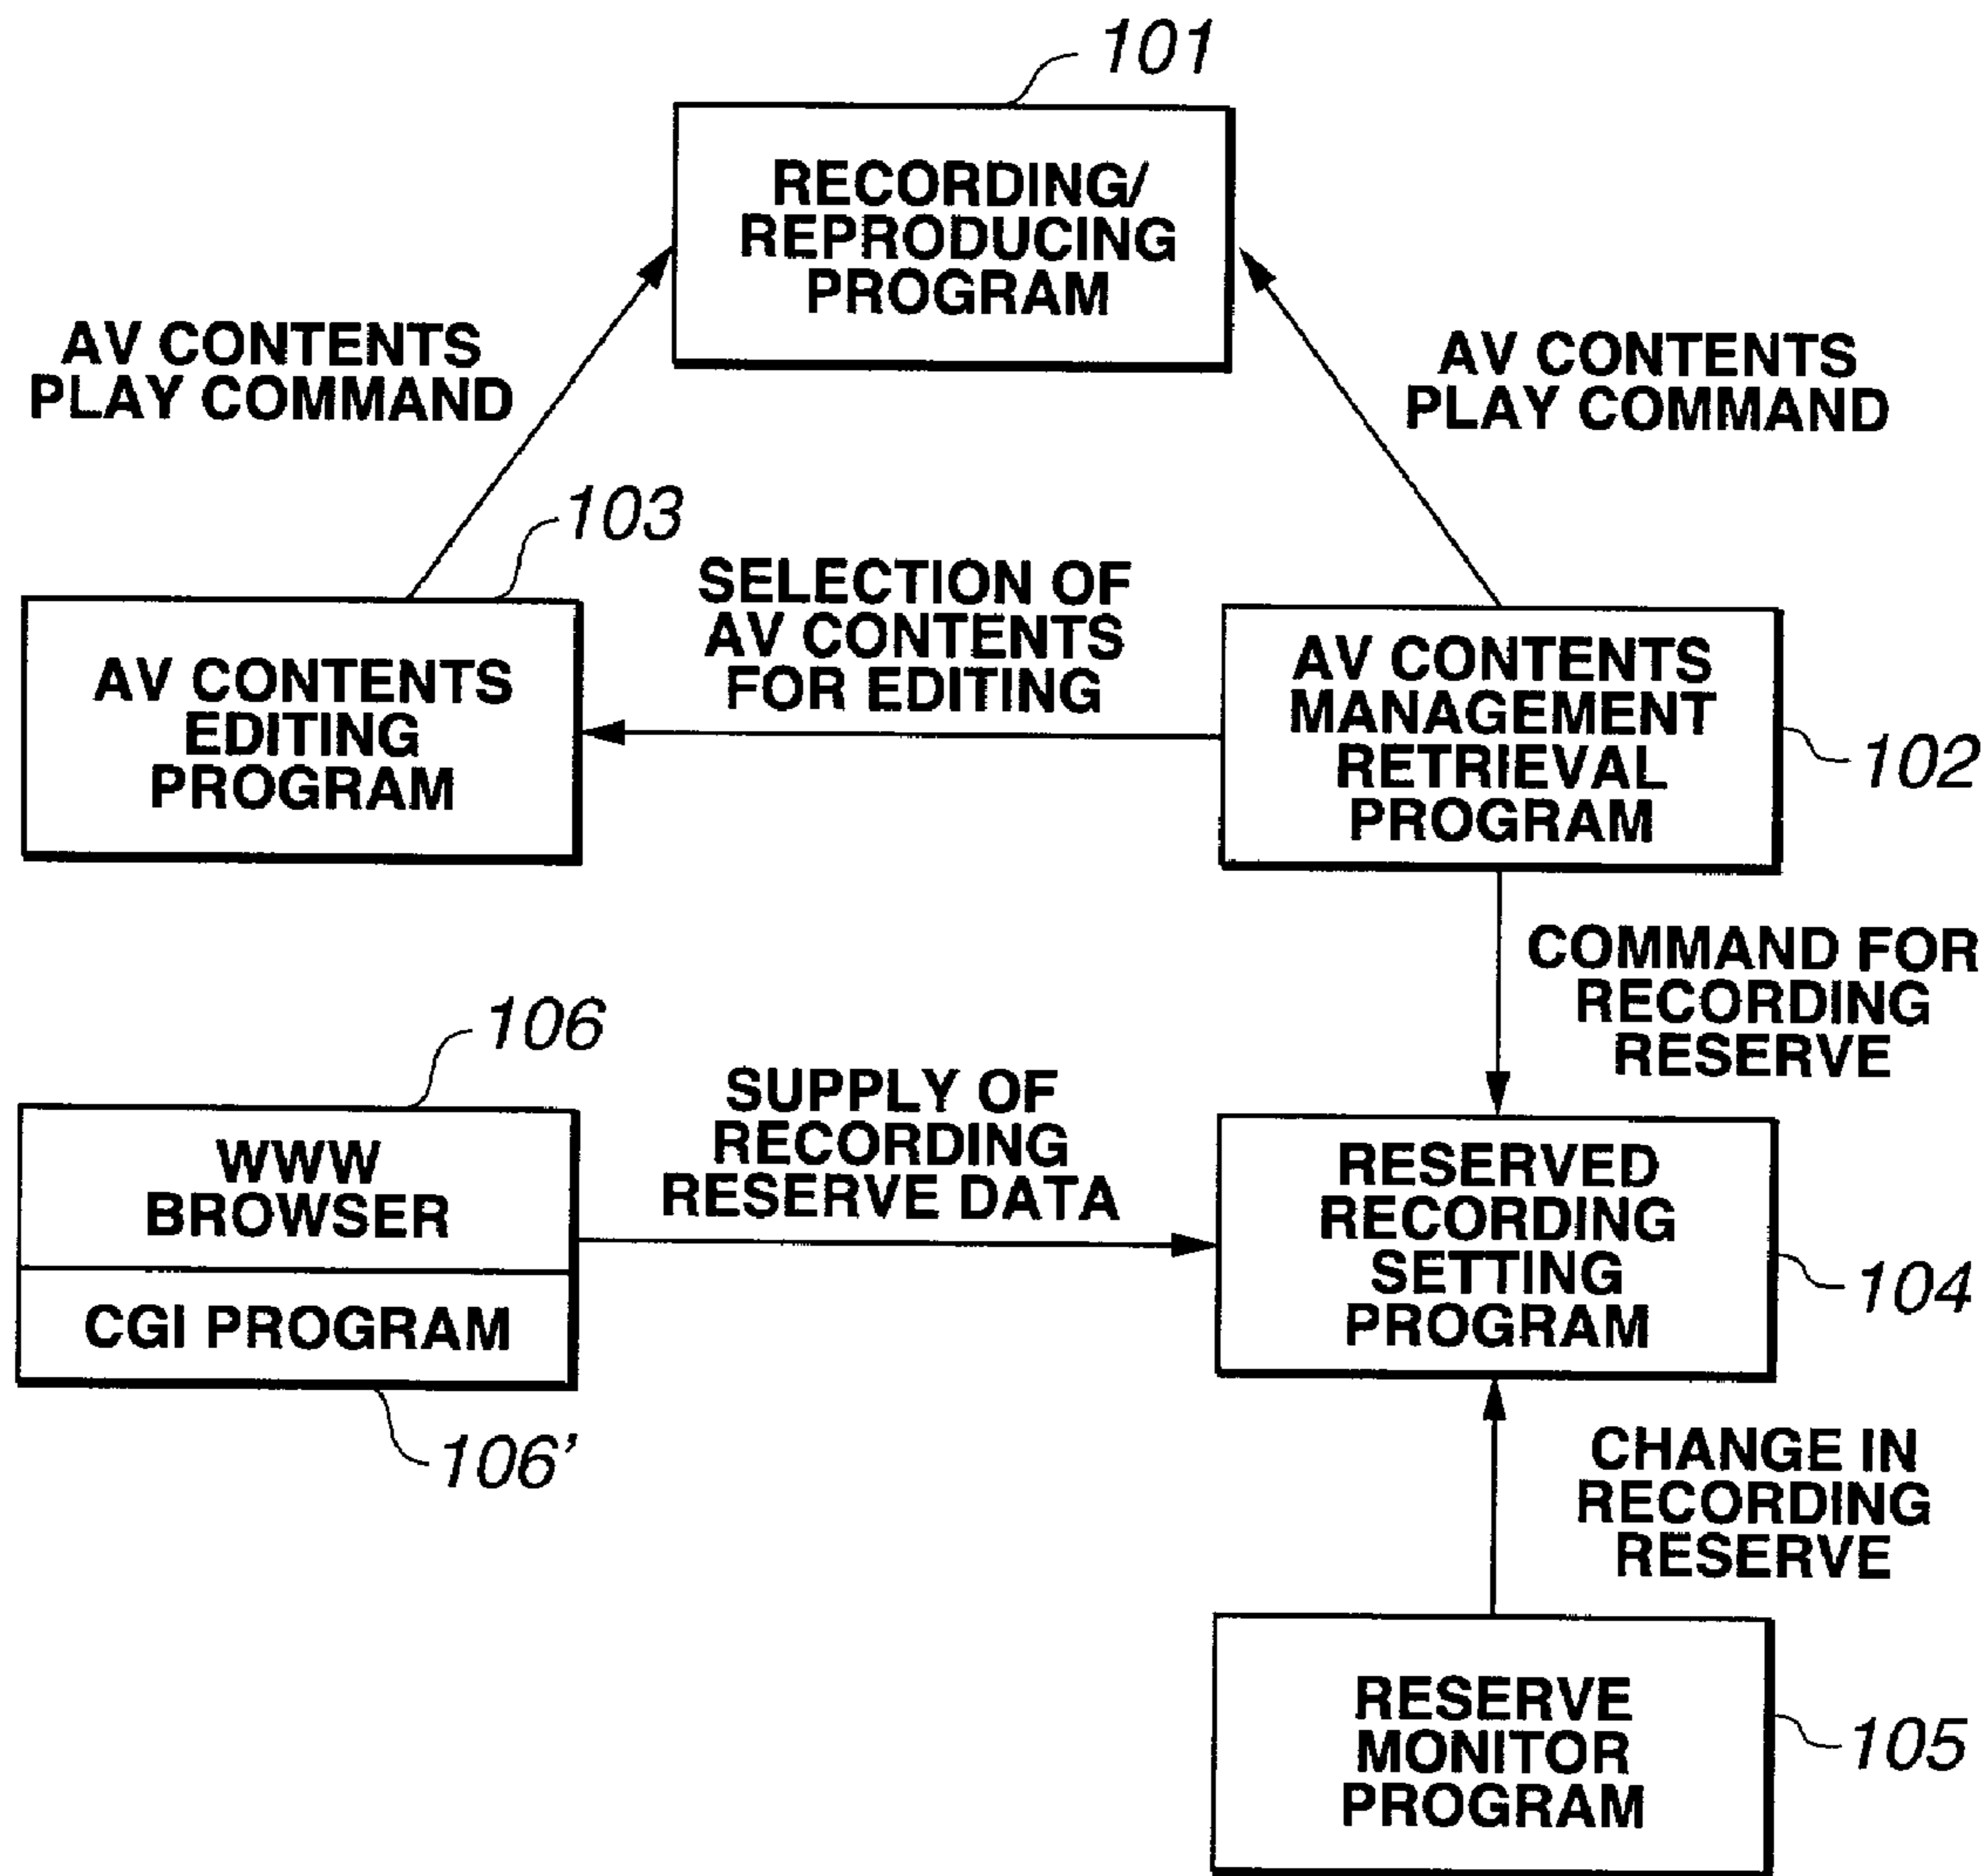 101
RECORDING/
REPRODUCING
PROGRAM
AV CONTENTS
PLAY COMMAND
AV CONTENTS
PLAY COMMAND
103
SELECTION OF
AV CONTENTS
FOR EDITING
AV CONTENTS
EDITING
PROGRAM
AV CONTENTS
MANAGEMENT
RETRIEVAL
PROGRAM
102
COMMAND FOR
RECORDING
RESERVE
106
SUPPLY OF
RECORDING
RESERVE DATA
WWW
BROWSER
CGI PROGRAM
106'
RESERVED
RECORDING
SETTING
PROGRAM
104
CHANGE IN
RECORDING
RESERVE
RESERVE
MONITOR
PROGRAM
105